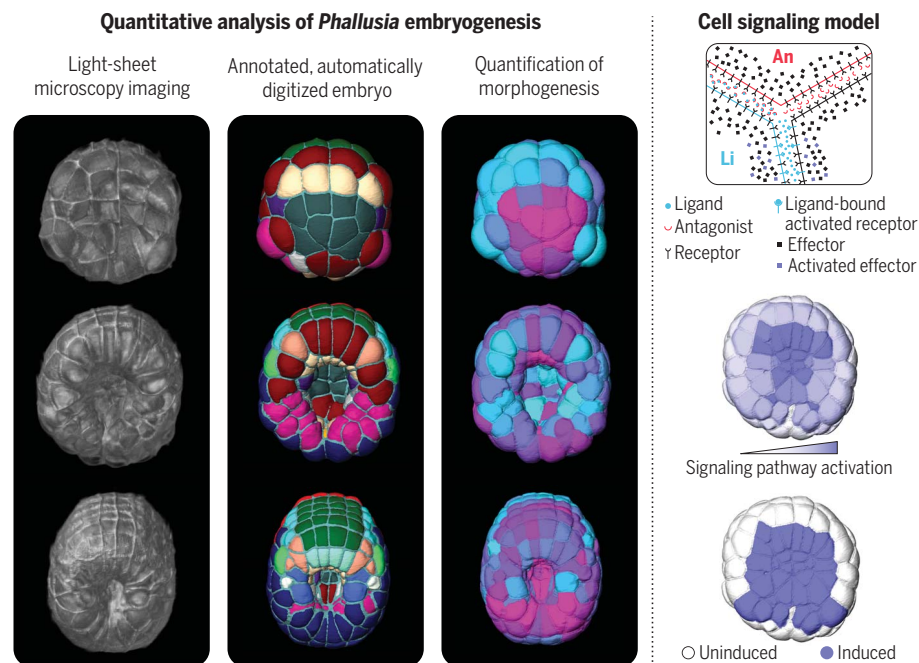 Quantitative analysis of Phallusia embryogenesis
Light-sheet
microscopy imaging
Annotated, automatically
digitized embryo
Quantification of
morphogenesis
Cell signaling model
An
Li
Ligand
Antagonist
Receptor
Ligand-bound
activated receptor
Effector
Activated effector
Signaling pathway activation
Uninduced
Induced